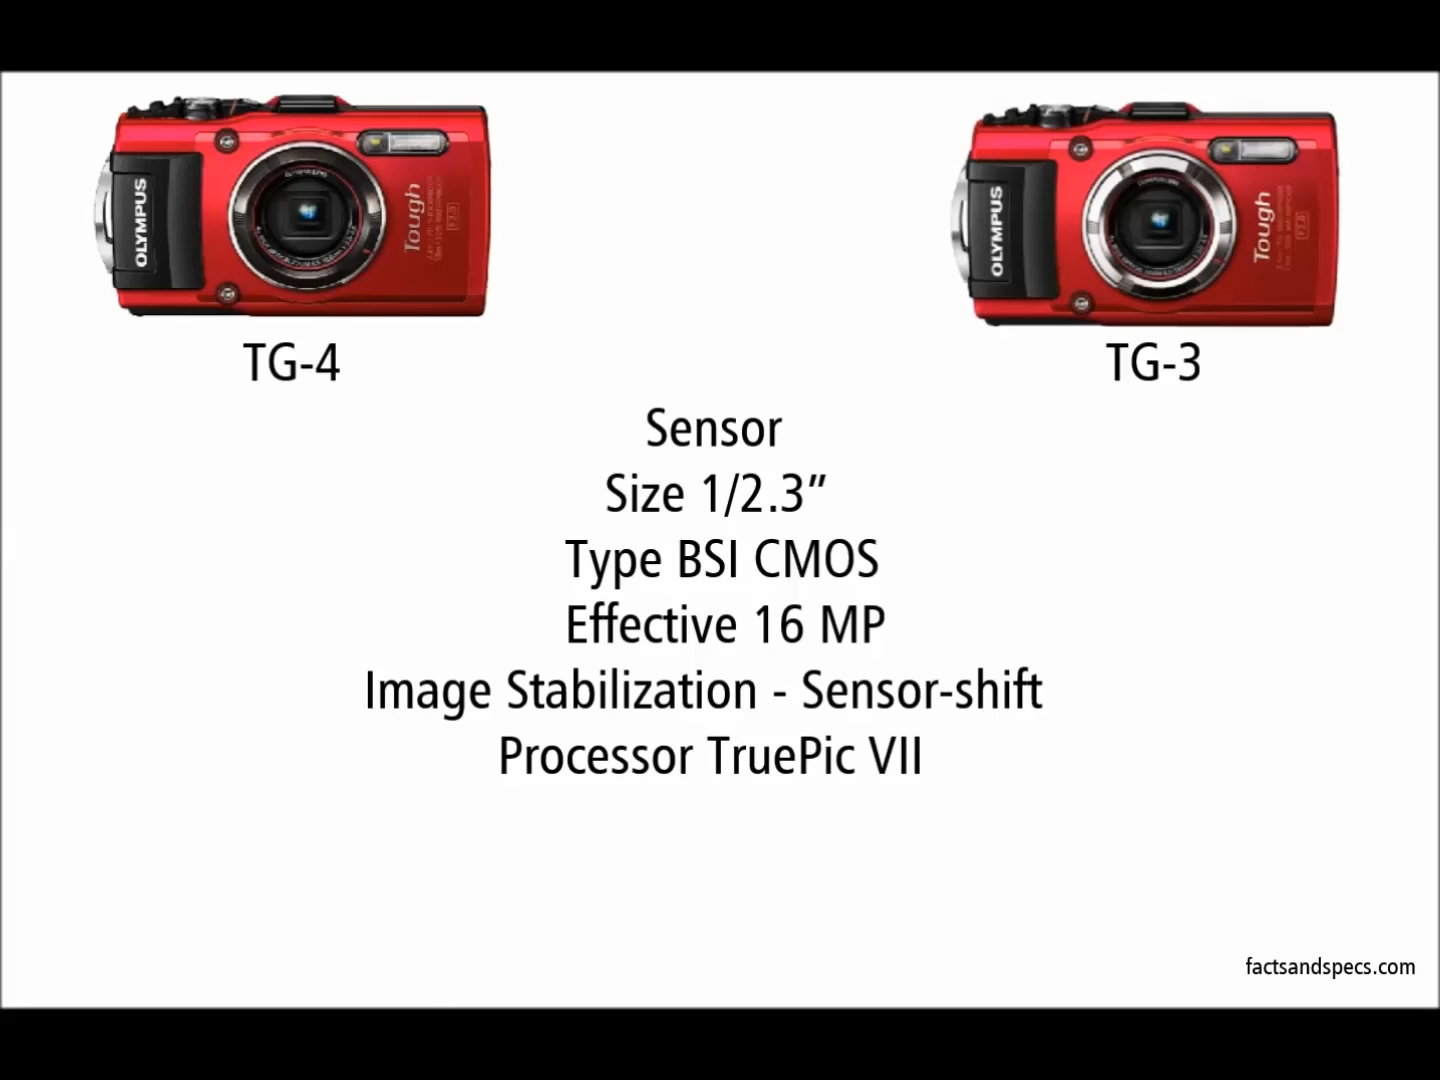 OLYMPUS
Tough
OLYMPUS
Tough
TG-4
TG-3
Sensor
Size 1/2.3”
Type BSI CMOS
Effective 16 MP
Image Stabilization - Sensor-shift
Processor TruePic VII
factsandspecs.com